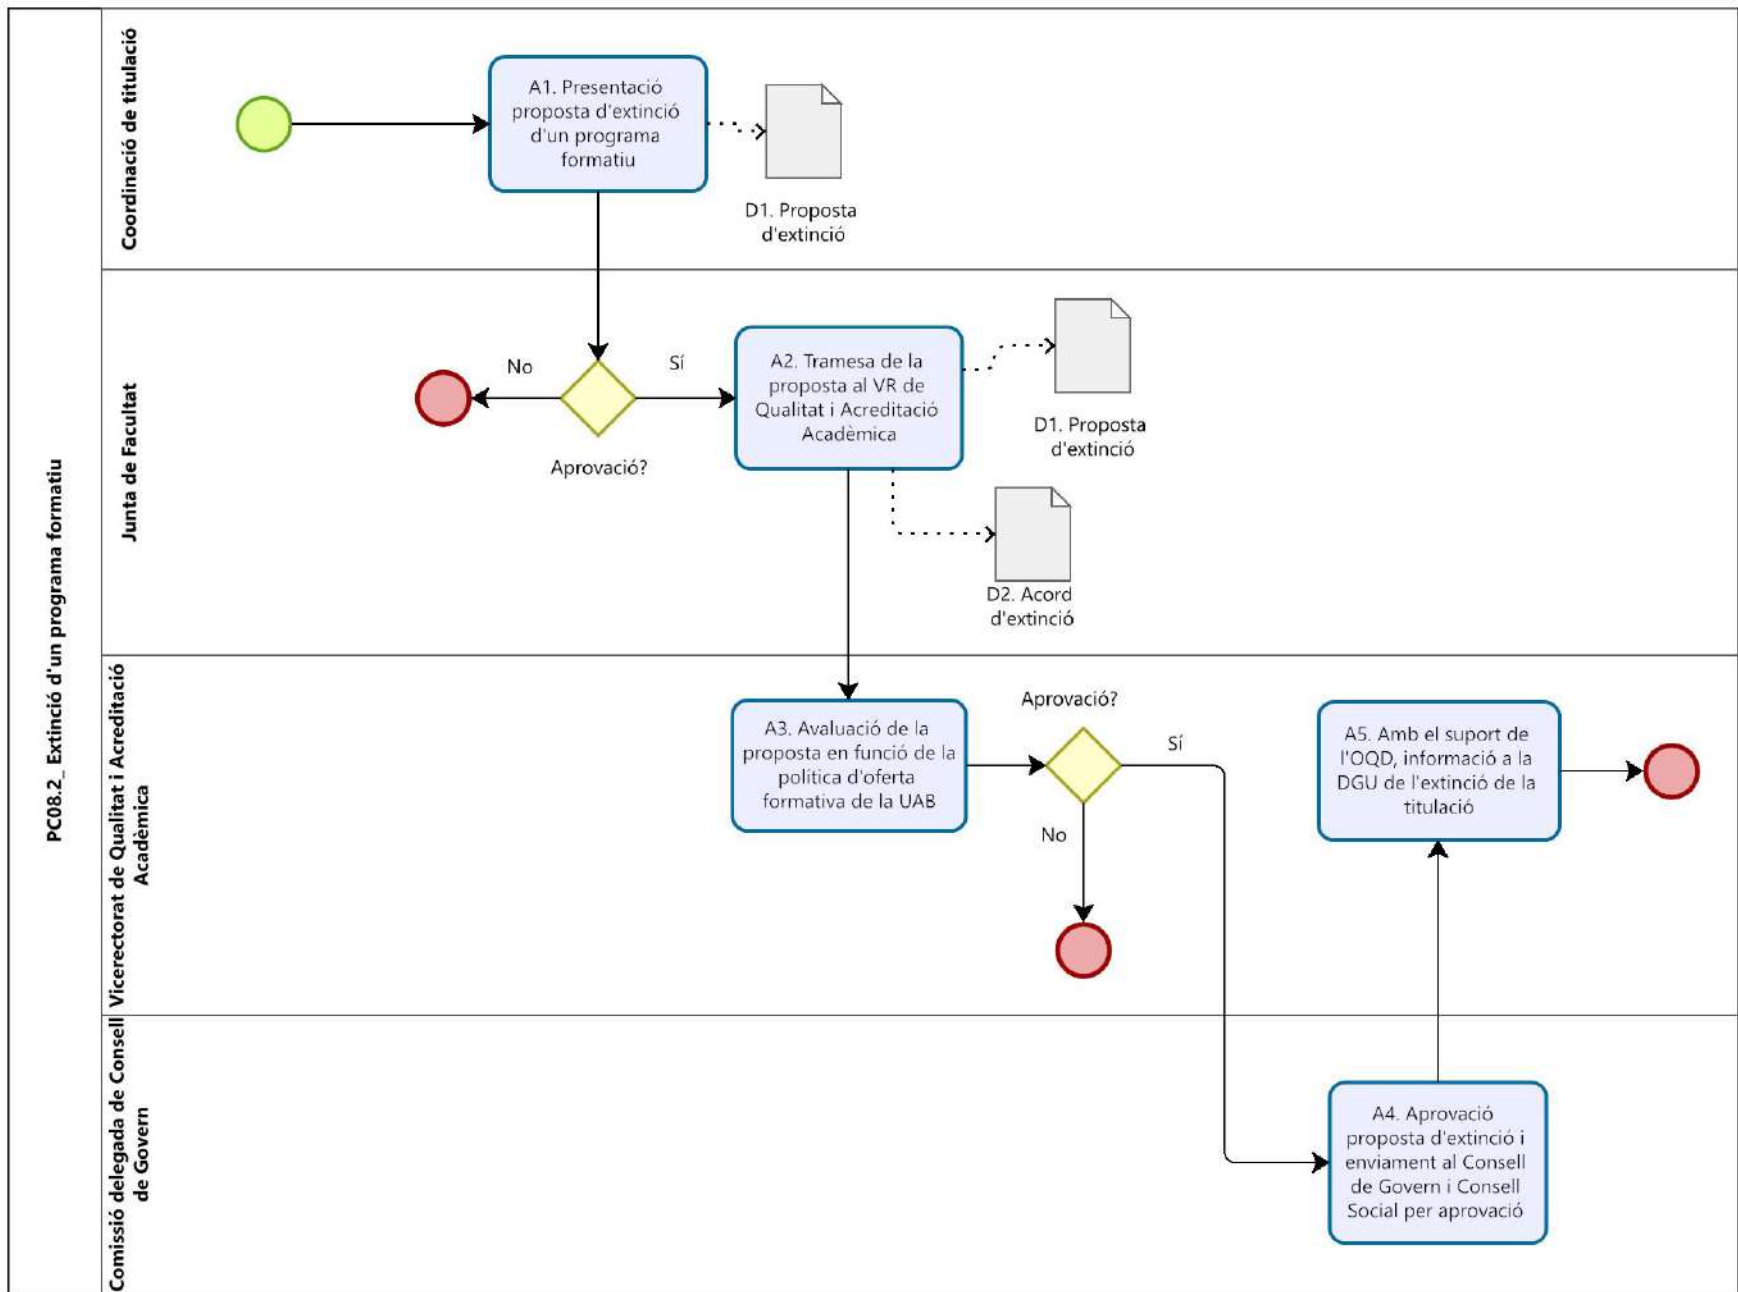 PC08.2_ Extinció d'un programa formatiu
Coordinació de titulació
A1. Presentació
proposta d'extinció
d'un programa
formatiu
D1. Proposta
d'extinció
Junta de Facultat
No
Sí
Aprovació?
A2. Tramesa de la
proposta al VR de
Qualitat i Acreditació
Acadèmica
D1. Proposta
d'extinció
D2. Acord
d'extinció
Vicerectorat de Qualitat i Acreditació
Acadèmica
A3. Avaluació de la
proposta en funció de la
política d'oferta
formativa de la UAB
Aprovació?
Sí
No
A5. Amb el suport de
l'OQD, informació a la
DGU de l'extinció de la
titulació
Comissió delegada de Consell
de Govern
A4. Aprovació
proposta d'extinció i
enviament al Consell
de Govern i Consell
Social per aprovació